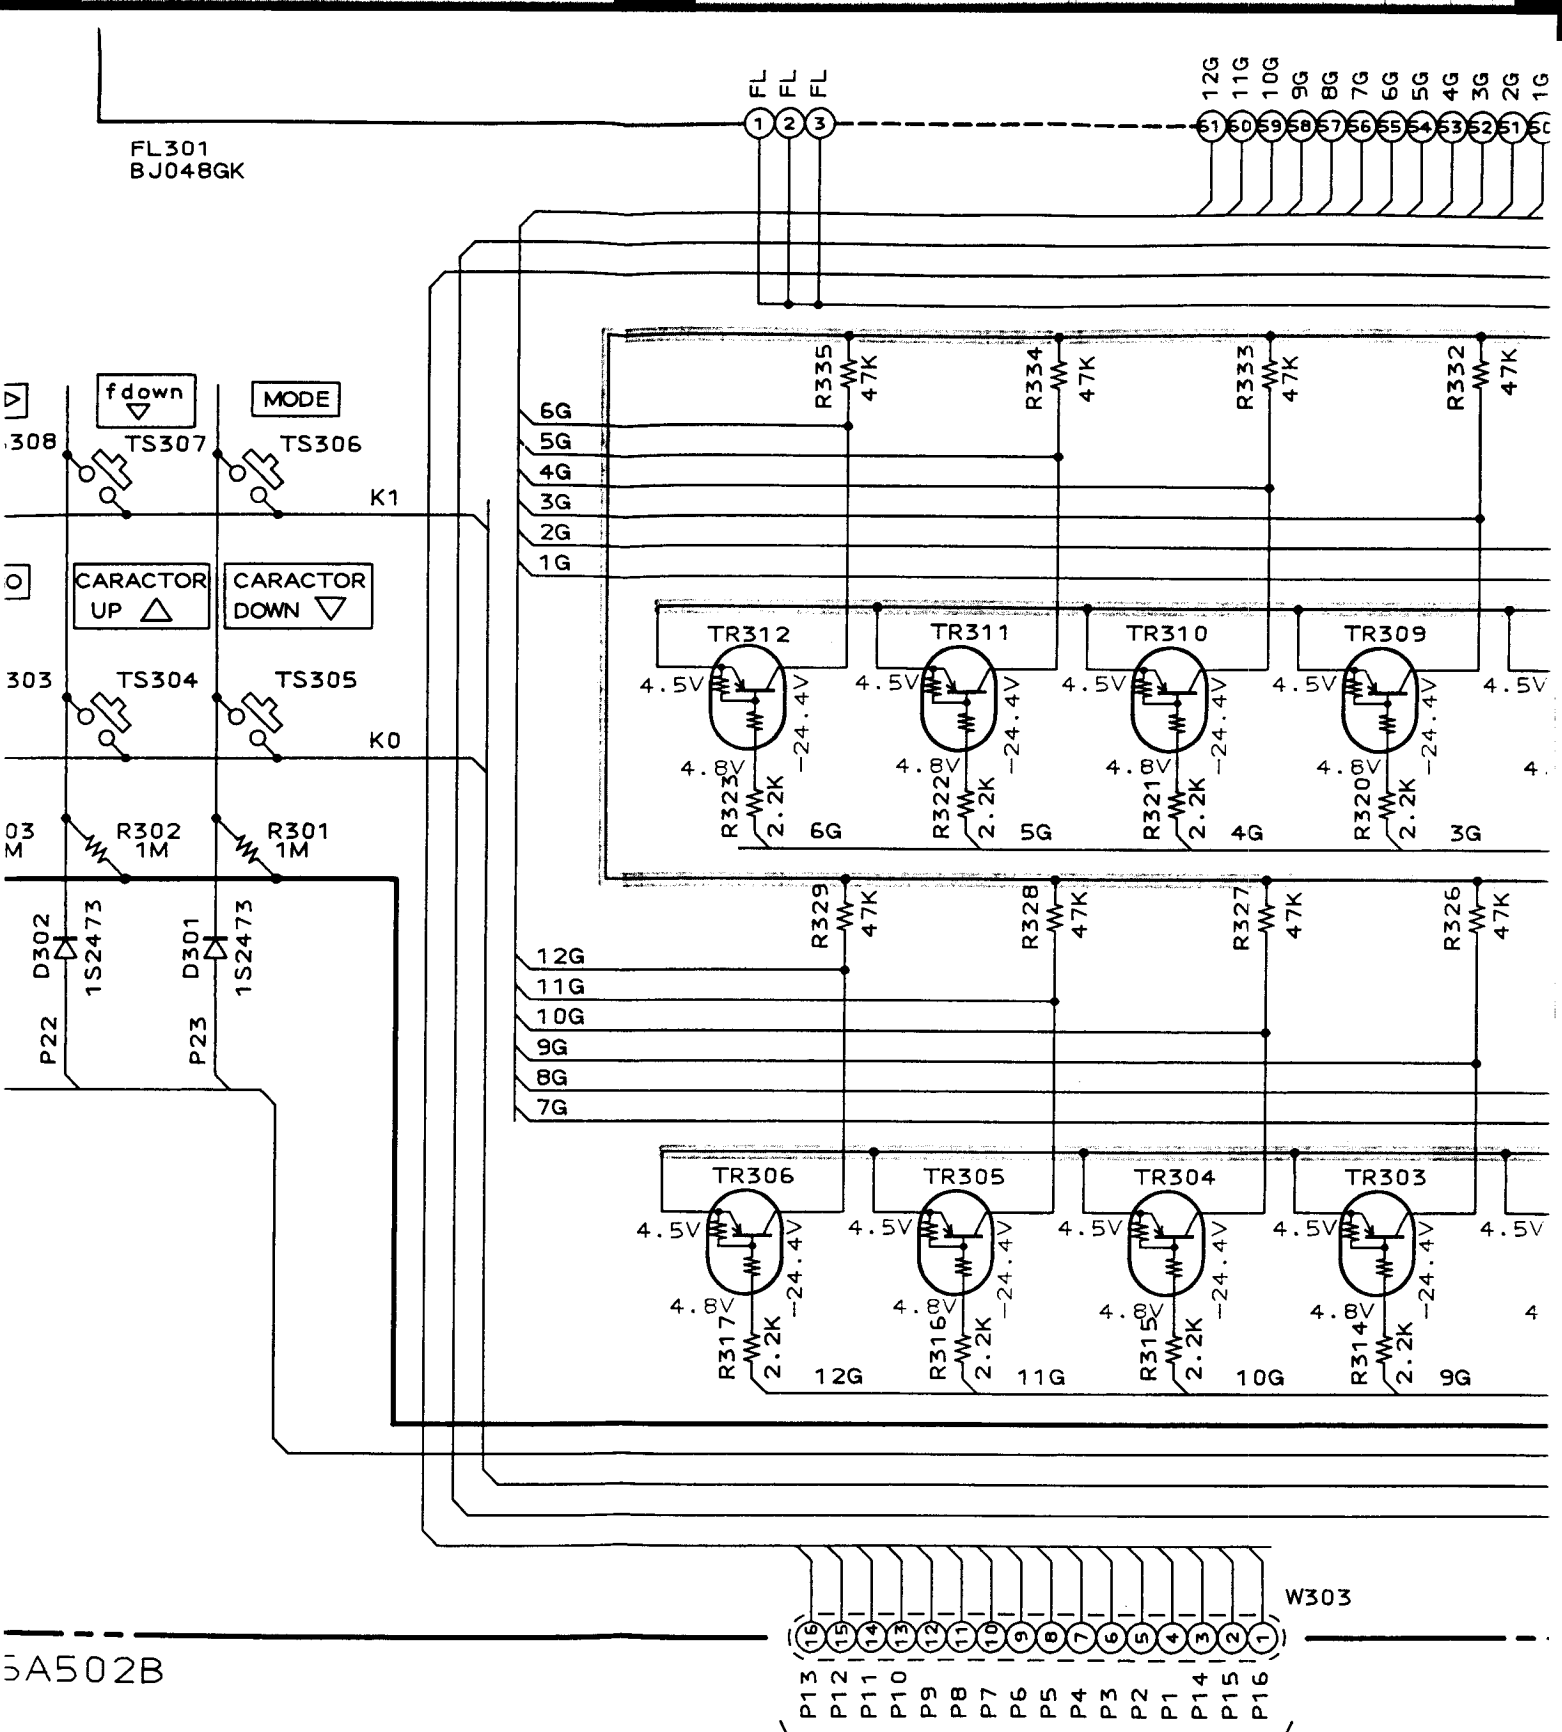 FL
FL
FL
12G
11G
10G
9G
8G
7G
6G
5G
4G
3G
2G
1G
1
2
3
51
50
59
58
57
56
55
54
53
52
51
50
FL301
BJ048GK
R335
47K
R334
47K
R333
47K
R332
47K
fdown
MODE
308
TS307
TS306
K1
6G
5G
4G
3G
2G
1G
CARACTOR
UP
CARACTOR
DOWN
303
TS304
TS305
K0
TR312
TR311
TR310
TR309
4.5V
4.5V
4.5V
4.5V
4.5V
-24.4V
-24.4V
-24.4V
-24.4V
4.8V
4.8V
4.8V
4.8V
4.
R323
2.2K
R322
2.2K
R321
2.2K
R320
2.2K
6G
5G
4G
3G
03
M
R302
1M
R301
1M
R329
47K
R328
47K
R327
47K
R326
47K
D302
1S2473
D301
1S2473
P22
P23
12G
11G
10G
9G
8G
7G
TR306
TR305
TR304
TR303
4.5V
4.5V
4.5V
4.5V
4.5V
-24.4V
-24.4V
-24.4V
-24.4V
4.8V
4.8V
4.8V
4.8V
4
R317
2.2K
R316
2.2K
R315
2.2K
R314
2.2K
12G
11G
10G
9G
W303
16
15
14
13
12
11
10
9
8
7
6
5
4
3
2
1
P13
P12
P11
P10
P9
P8
P7
P6
P5
P4
P3
P2
P1
P14
P15
P16
5A502B